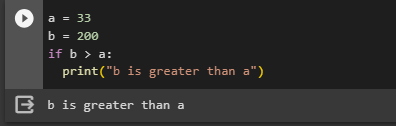 a = 33
b = 200
if b > a:
  print("b is greater than a")
b is greater than a